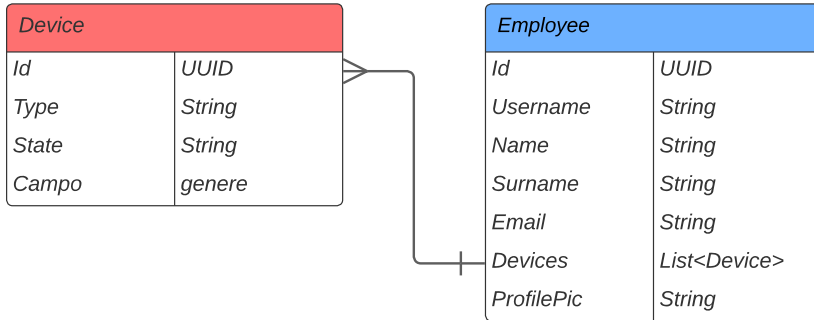 Device
Id UUID
Type String
State String
Campo genere
Employee
Id UUID
Username String
Name String
Surname String
Email String
Devices List<Device>
ProfilePic String